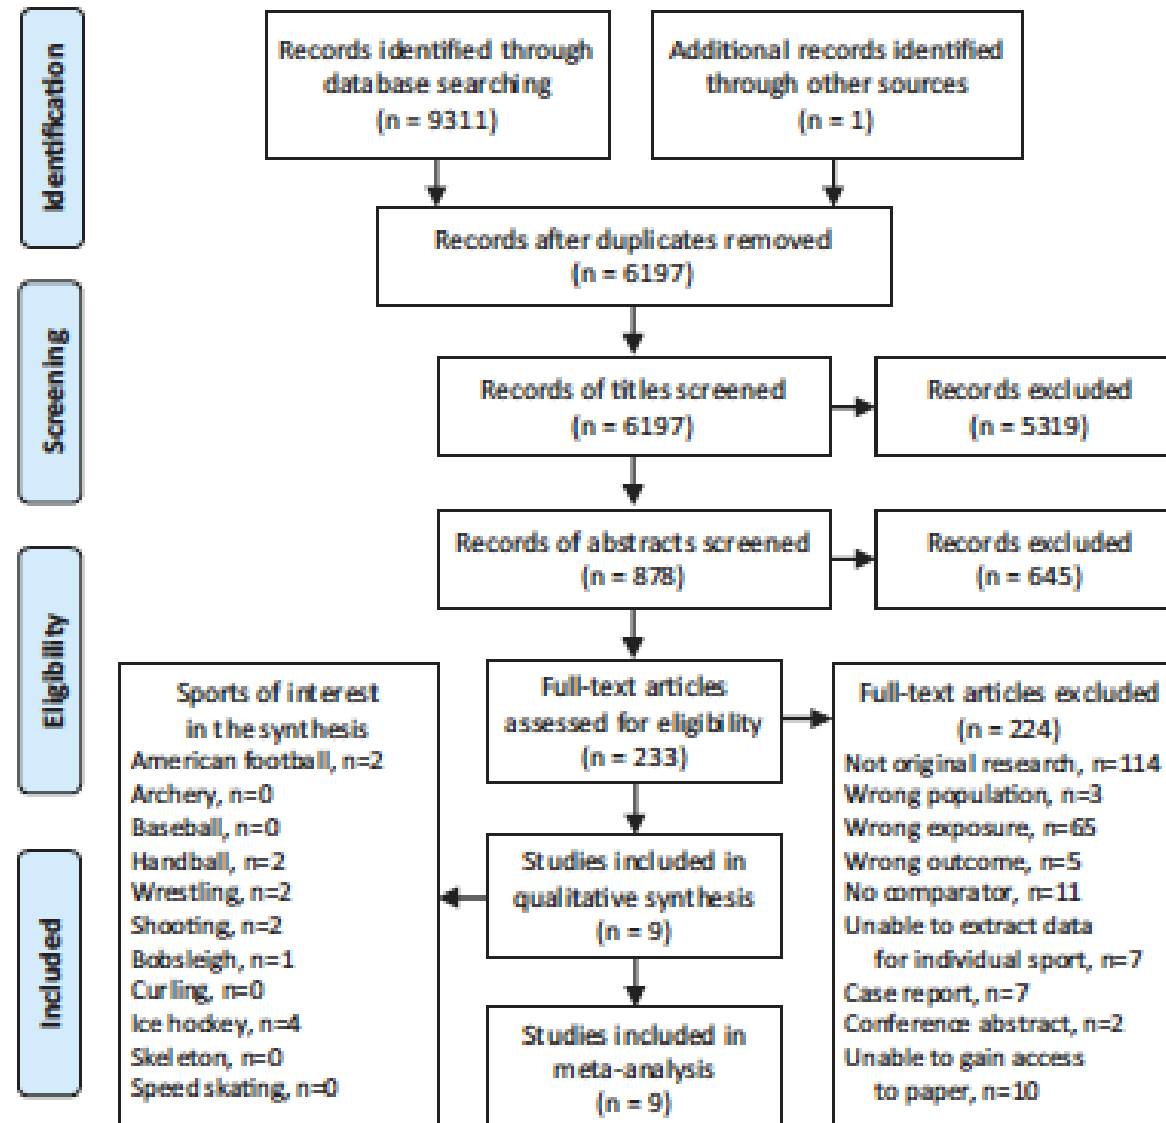 Identification
Records identified through
database searching
(n = 9311)
Additional records identified
through other sources
(n = 1)
Records after duplicates removed
(n = 6197)
Screening
Records of titles screened
(n = 6197)
Records excluded
(n = 5319)
Records of abstracts screened
(n = 878)
Records excluded
(n = 645)
Eligibility
Sports of interest
in the synthesis
American football, n=2
Archery, n=0
Baseball, n=0
Handball, n=2
Wrestling, n=2
Shooting, n=2
Bobsleigh, n=1
Curling, n=0
Ice hockey, n=4
Skeleton, n=0
Speed skating, n=0
Full-text articles
assessed for eligibility
(n = 233)
Full-text articles excluded
(n = 224)
Not original research, n=114
Wrong population, n=3
Wrong exposure, n=65
Wrong outcome, n=5
No comparator, n=11
Unable to extract data
for individual sport, n=7
Case report, n=7
Conference abstract, n=2
Unable to gain access
to paper, n=10
Included
Studies included in
qualitative synthesis
(n = 9)
Studies included in
meta-analysis
(n = 9)